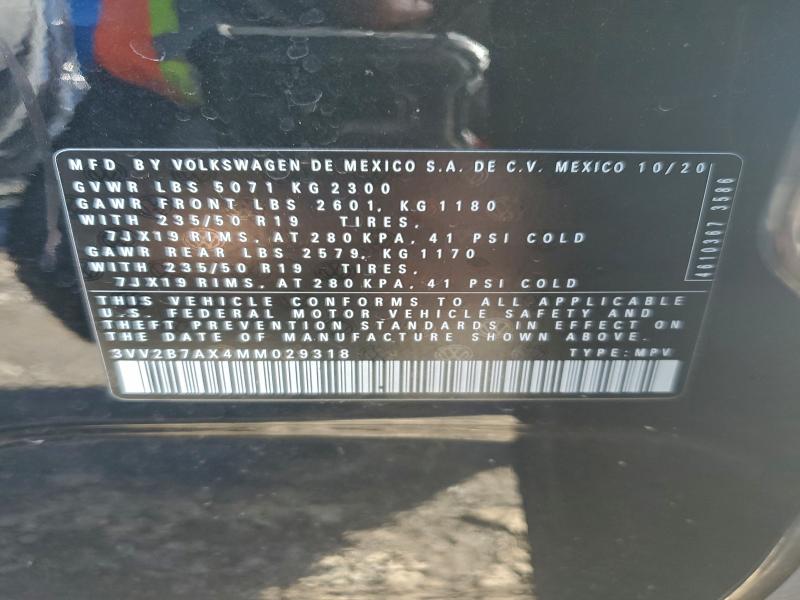 MFD BY VOLKSWAGEN DE MEXICO S.A. DE C.V. MEXICO 10/20
GVWR LBS 5071 KG 2300
GAWR FRONT LBS 2601, KG 1180
WITH 235/50 R19 TIRES,
7JX19 RIMS, AT 280 KPA, 41 PSI COLD
GAWR REAR LBS 2579, KG 1170
WITH 235/50 R19 TIRES,
7JX19 RIMS, AT 280 KPA, 41 PSI COLD
4610367 3586
THIS VEHICLE CONFORMS TO ALL APPLICABLE
U.S. FEDERAL MOTOR VEHICLE SAFETY AND
THEFT PREVENTION STANDARDS IN EFFECT ON
THE DATE OF MANUFACTURE SHOWN ABOVE.
3VV2B7AX4MM029318 TYPE: MPV